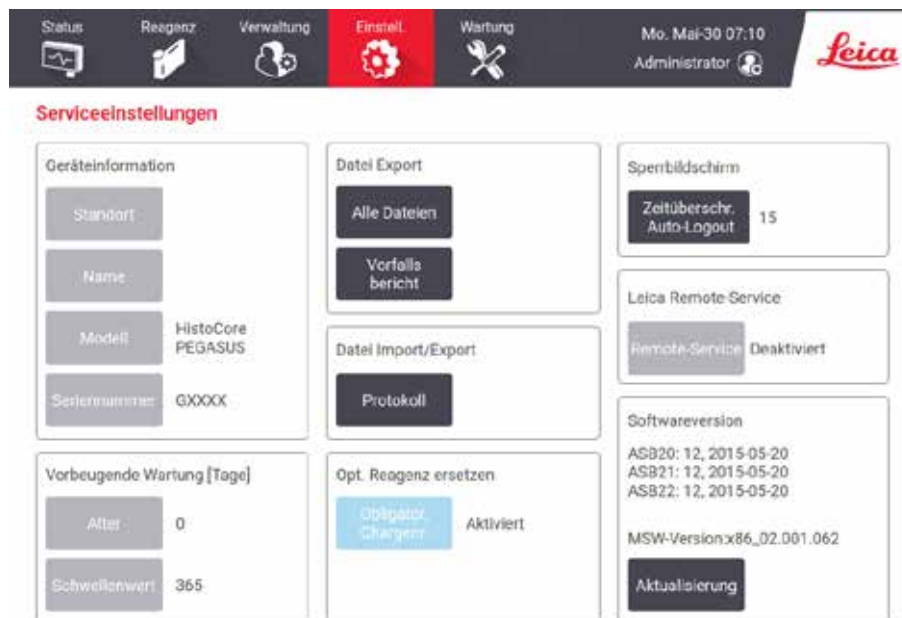 Status Reagenz Verwaltung Einstell. Wartung
Mo. Mai-30 07:10
Administrator
Leica
Serviceeinstellungen
Geräteinformation
Standort
Name
Modell HistoCore PEGASUS
Seriennummer GXXXX
Vorbeugende Wartung [Tage]
Alter 0
Schwellenwert 365
Datei Export
Alle Dateien
Vorfalls
bericht
Datei Import/Export
Protokoll
Opt. Reagenz ersetzen
Obligator.
Chargennr.
Aktiviert
Sperrbildschirm
Zeitüberschr.
Auto-Logout
15
Leica Remote-Service
Remote-Service Deaktiviert
Softwareversion
ASB20: 12, 2015-05-20
ASB21: 12, 2015-05-20
ASB22: 12, 2015-05-20
MSW-Version:x86_02.001.062
Aktualisierung